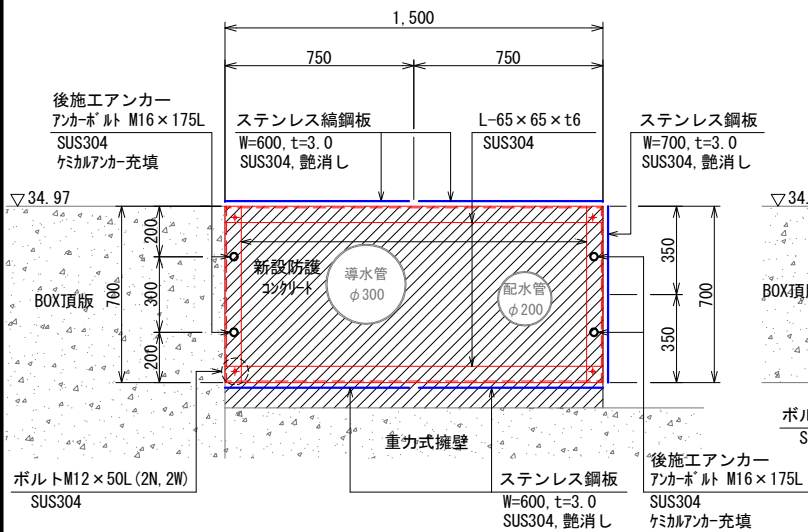 1,500
750
750
後施工アンカー
アンカーボルト M16×175L
SUS304
ケミカルアンカー充填
ステンレス縞鋼板
W=600, t=3.0
SUS304, 艶消し
L-65×65×t6
SUS304
ステンレス鋼板
W=700, t=3.0
SUS304, 艶消し
▽34.97
▽34.
200
300
200
700
BOX頂版
新設防護
コンクリート
導水管
φ300
配水管
φ200
350
350
700
BOX頂版
重力式擁壁
ボルトM12×50L(2N, 2W)
SUS304
ステンレス鋼板
W=600, t=3.0
SUS304, 艶消し
後施工アンカー
アンカーボルト M16×175L
SUS304
ケミカルアンカー充填